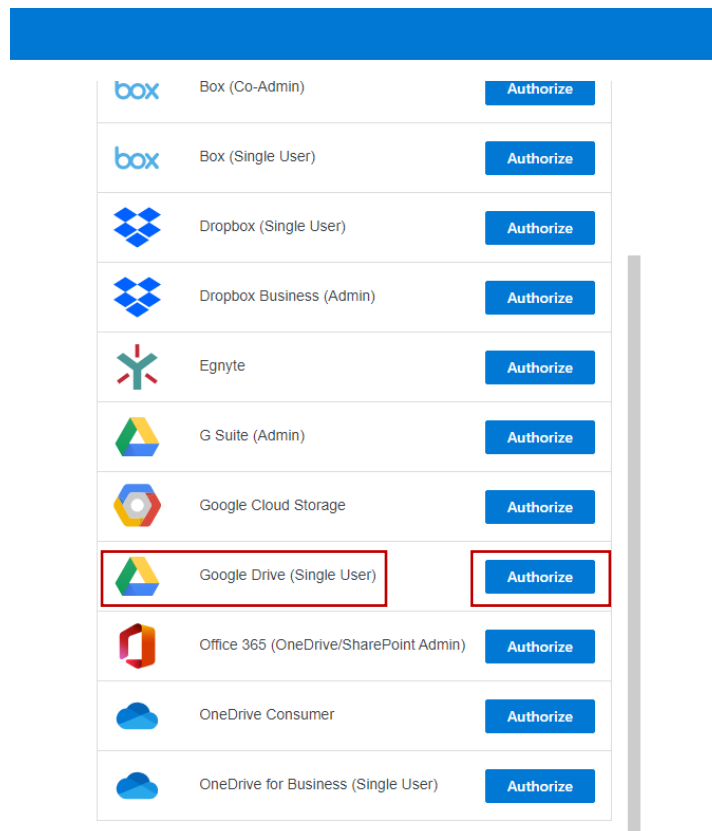 box Box (Co-Admin) Authorize
box Box (Single User) Authorize
Dropbox (Single User) Authorize
Dropbox Business (Admin) Authorize
Egnyte Authorize
G Suite (Admin) Authorize
Google Cloud Storage Authorize
Google Drive (Single User) Authorize
Office 365 (OneDrive/SharePoint Admin) Authorize
OneDrive Consumer Authorize
OneDrive for Business (Single User) Authorize